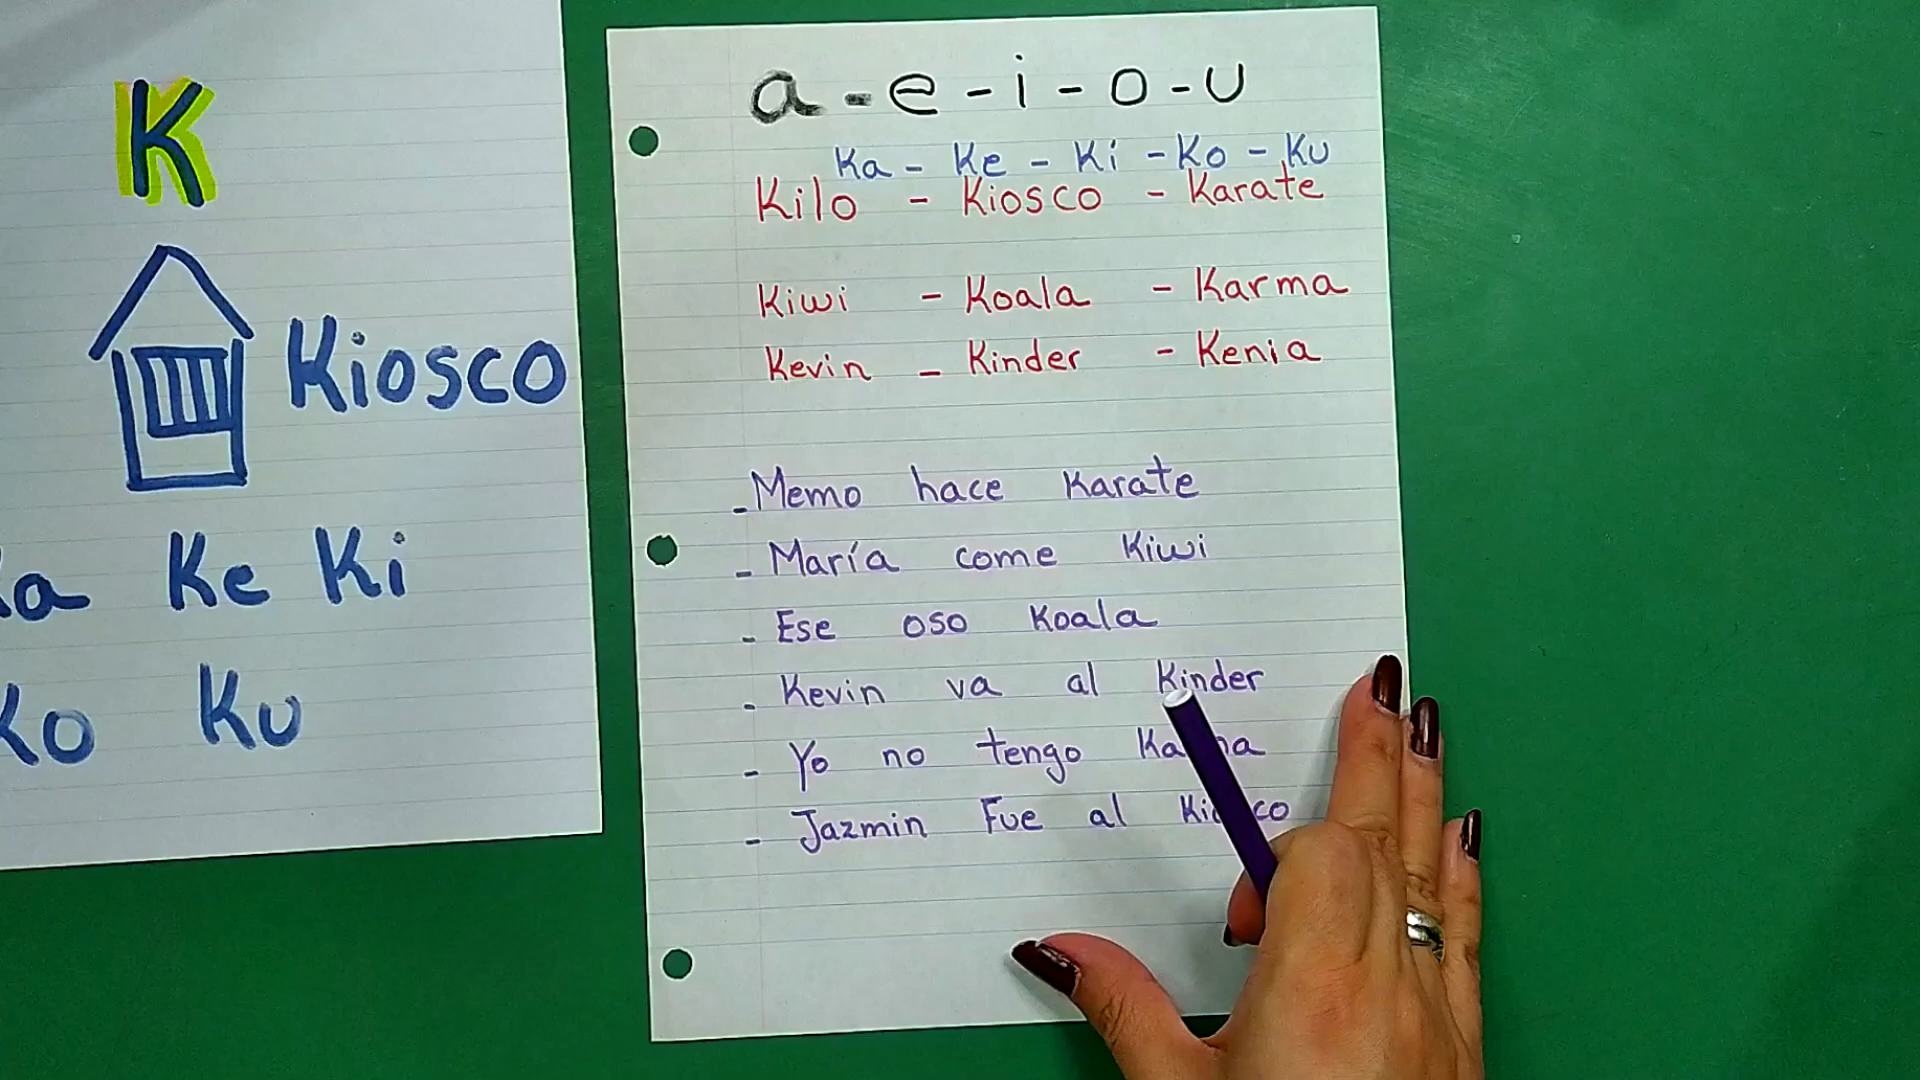 K
Kiosco
a Ke Ki
Ko Ku
a - e - i - o - u
Ka - Ke - Ki - Ko - Ku
Kilo - Kiosco - Karate
Kiwi - Koala - Karma
Kevin - Kinder - Kenia
- Memo hace Karate
- María come Kiwi
- Ese oso Koala
- Kevin va al Kinder
- Yo no tengo
- Jazmin Fue al